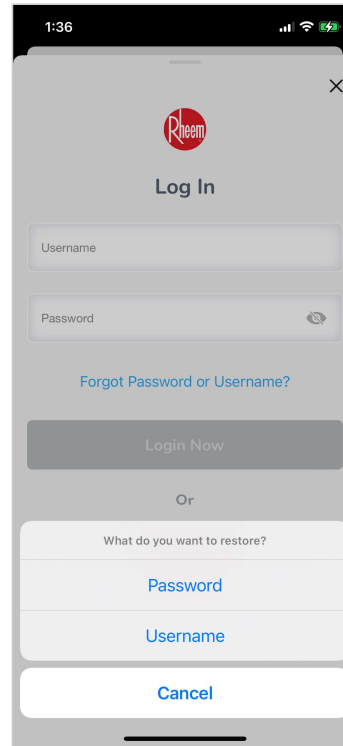 1:36
Rheem
Log In
Username
Password
Forgot Password or Username?
Login Now
Or
What do you want to restore?
Password
Username
Cancel